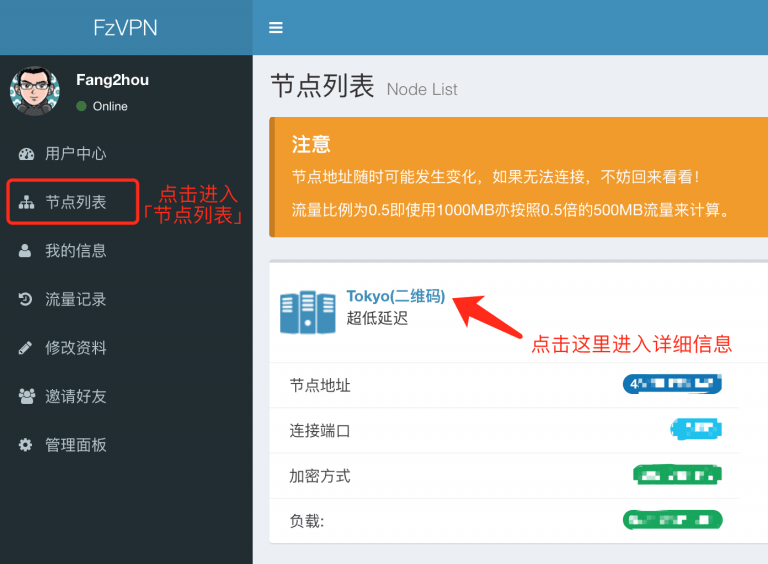 FzVPN
Fang2hou
Online
用户中心
节点列表
点击进入
「节点列表」
我的信息
流量记录
修改资料
邀请好友
管理面板
节点列表 Node List
注意
节点地址随时可能发生变化，如果无法连接，不妨回来看看！
流量比例为0.5即使用1000MB亦按照0.5倍的500MB流量来计算。
Tokyo(二维码)
超低延迟
点击这里进入详细信息
节点地址
连接端口
加密方式
负载: